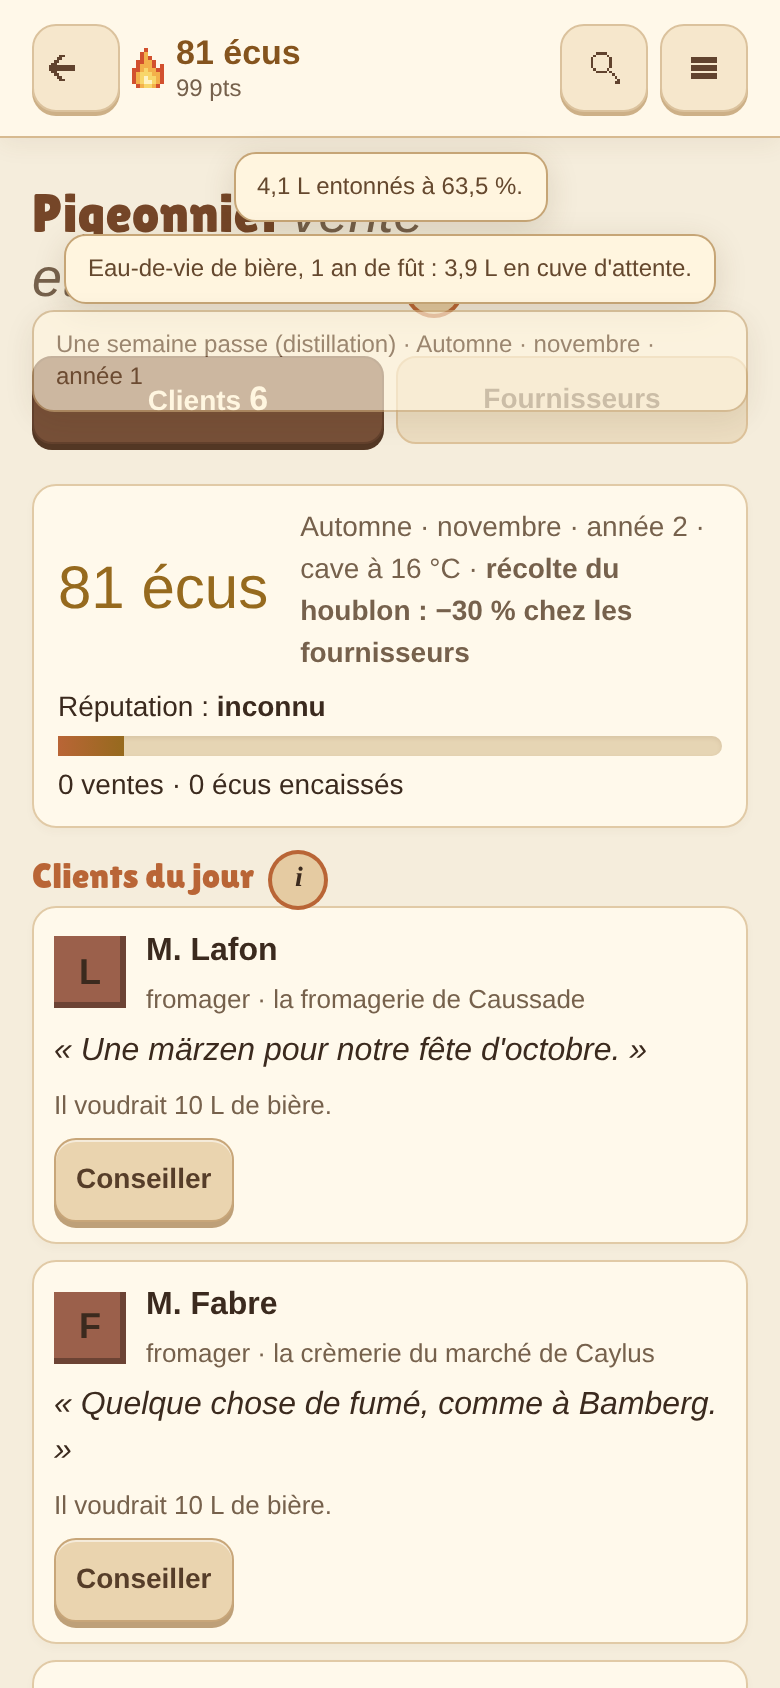 81 écus
99 pts
4,1 L entonnés à 63,5 %.
Pigeonnier vente
Eau-de-vie de bière, 1 an de fût : 3,9 L en cuve d'attente.
Une semaine passe (distillation) · Automne · novembre ·
année 1
Clients 6
Fournisseurs
81 écus
Automne · novembre · année 2 ·
cave à 16 °C · récolte du
houblon : −30 % chez les
fournisseurs
Réputation : inconnu
0 ventes · 0 écus encaissés
Clients du jour i
L
M. Lafon
fromager · la fromagerie de Caussade
« Une märzen pour notre fête d'octobre. »
Il voudrait 10 L de bière.
Conseiller
F
M. Fabre
fromager · la crèmerie du marché de Caylus
« Quelque chose de fumé, comme à Bamberg.
»
Il voudrait 10 L de bière.
Conseiller